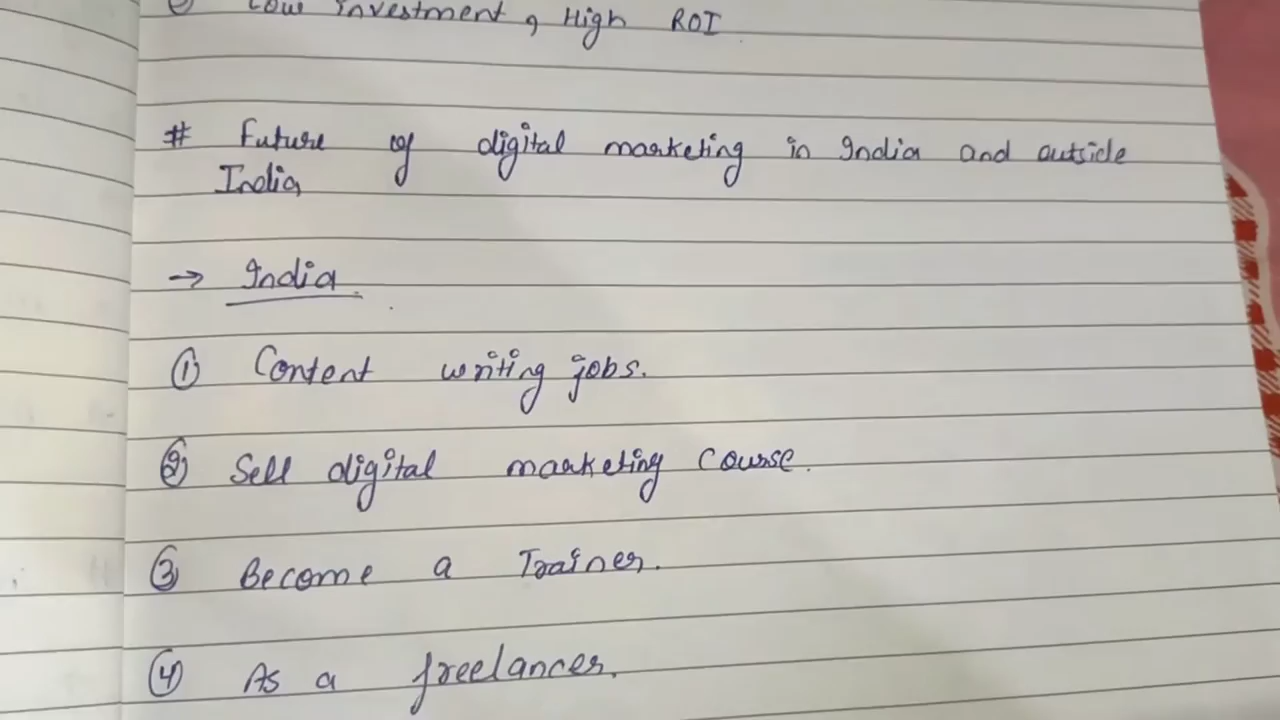 Low investment, High ROI
# Future of digital marketing in India and outside
India
→ India
① Content writing jobs.
② Sell digital marketing course.
③ Become a Trainer.
④ As a freelancer.